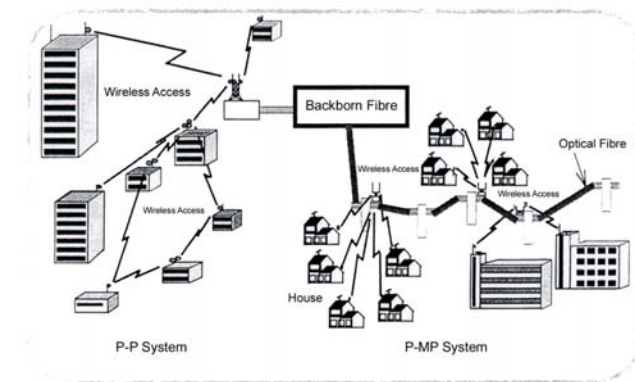 Wireless Access
Backborn Fibre
Optical Fibre
Wireless Access
Wireless Access
Wireless Access
House
P-P System
P-MP System